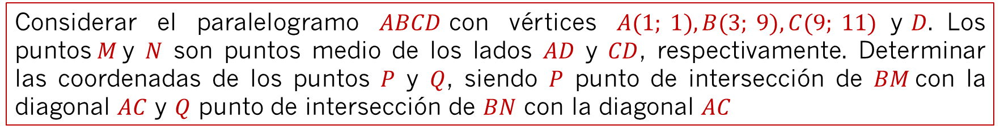 Considerar el paralelogramo ABCD con vértices A(1; 1), B(3; 9), C(9; 11) y D. Los
puntos M y N son puntos medio de los lados AD y CD, respectivamente. Determinar
las coordenadas de los puntos P y Q, siendo P punto de intersección de BM con la
diagonal AC y Q punto de intersección de BN con la diagonal AC